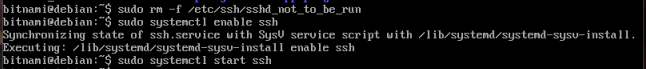 bitnami@debian:~$ sudo rm -f /etc/ssh/sshd_not_to_be_run
bitnami@debian:~$ sudo systemctl enable ssh
Synchronizing state of ssh.service with SysV service script with /lib/systemd/systemd-sysv-install.
Executing: /lib/systemd/systemd-sysv-install enable ssh
bitnami@debian:~$ sudo systemctl start ssh